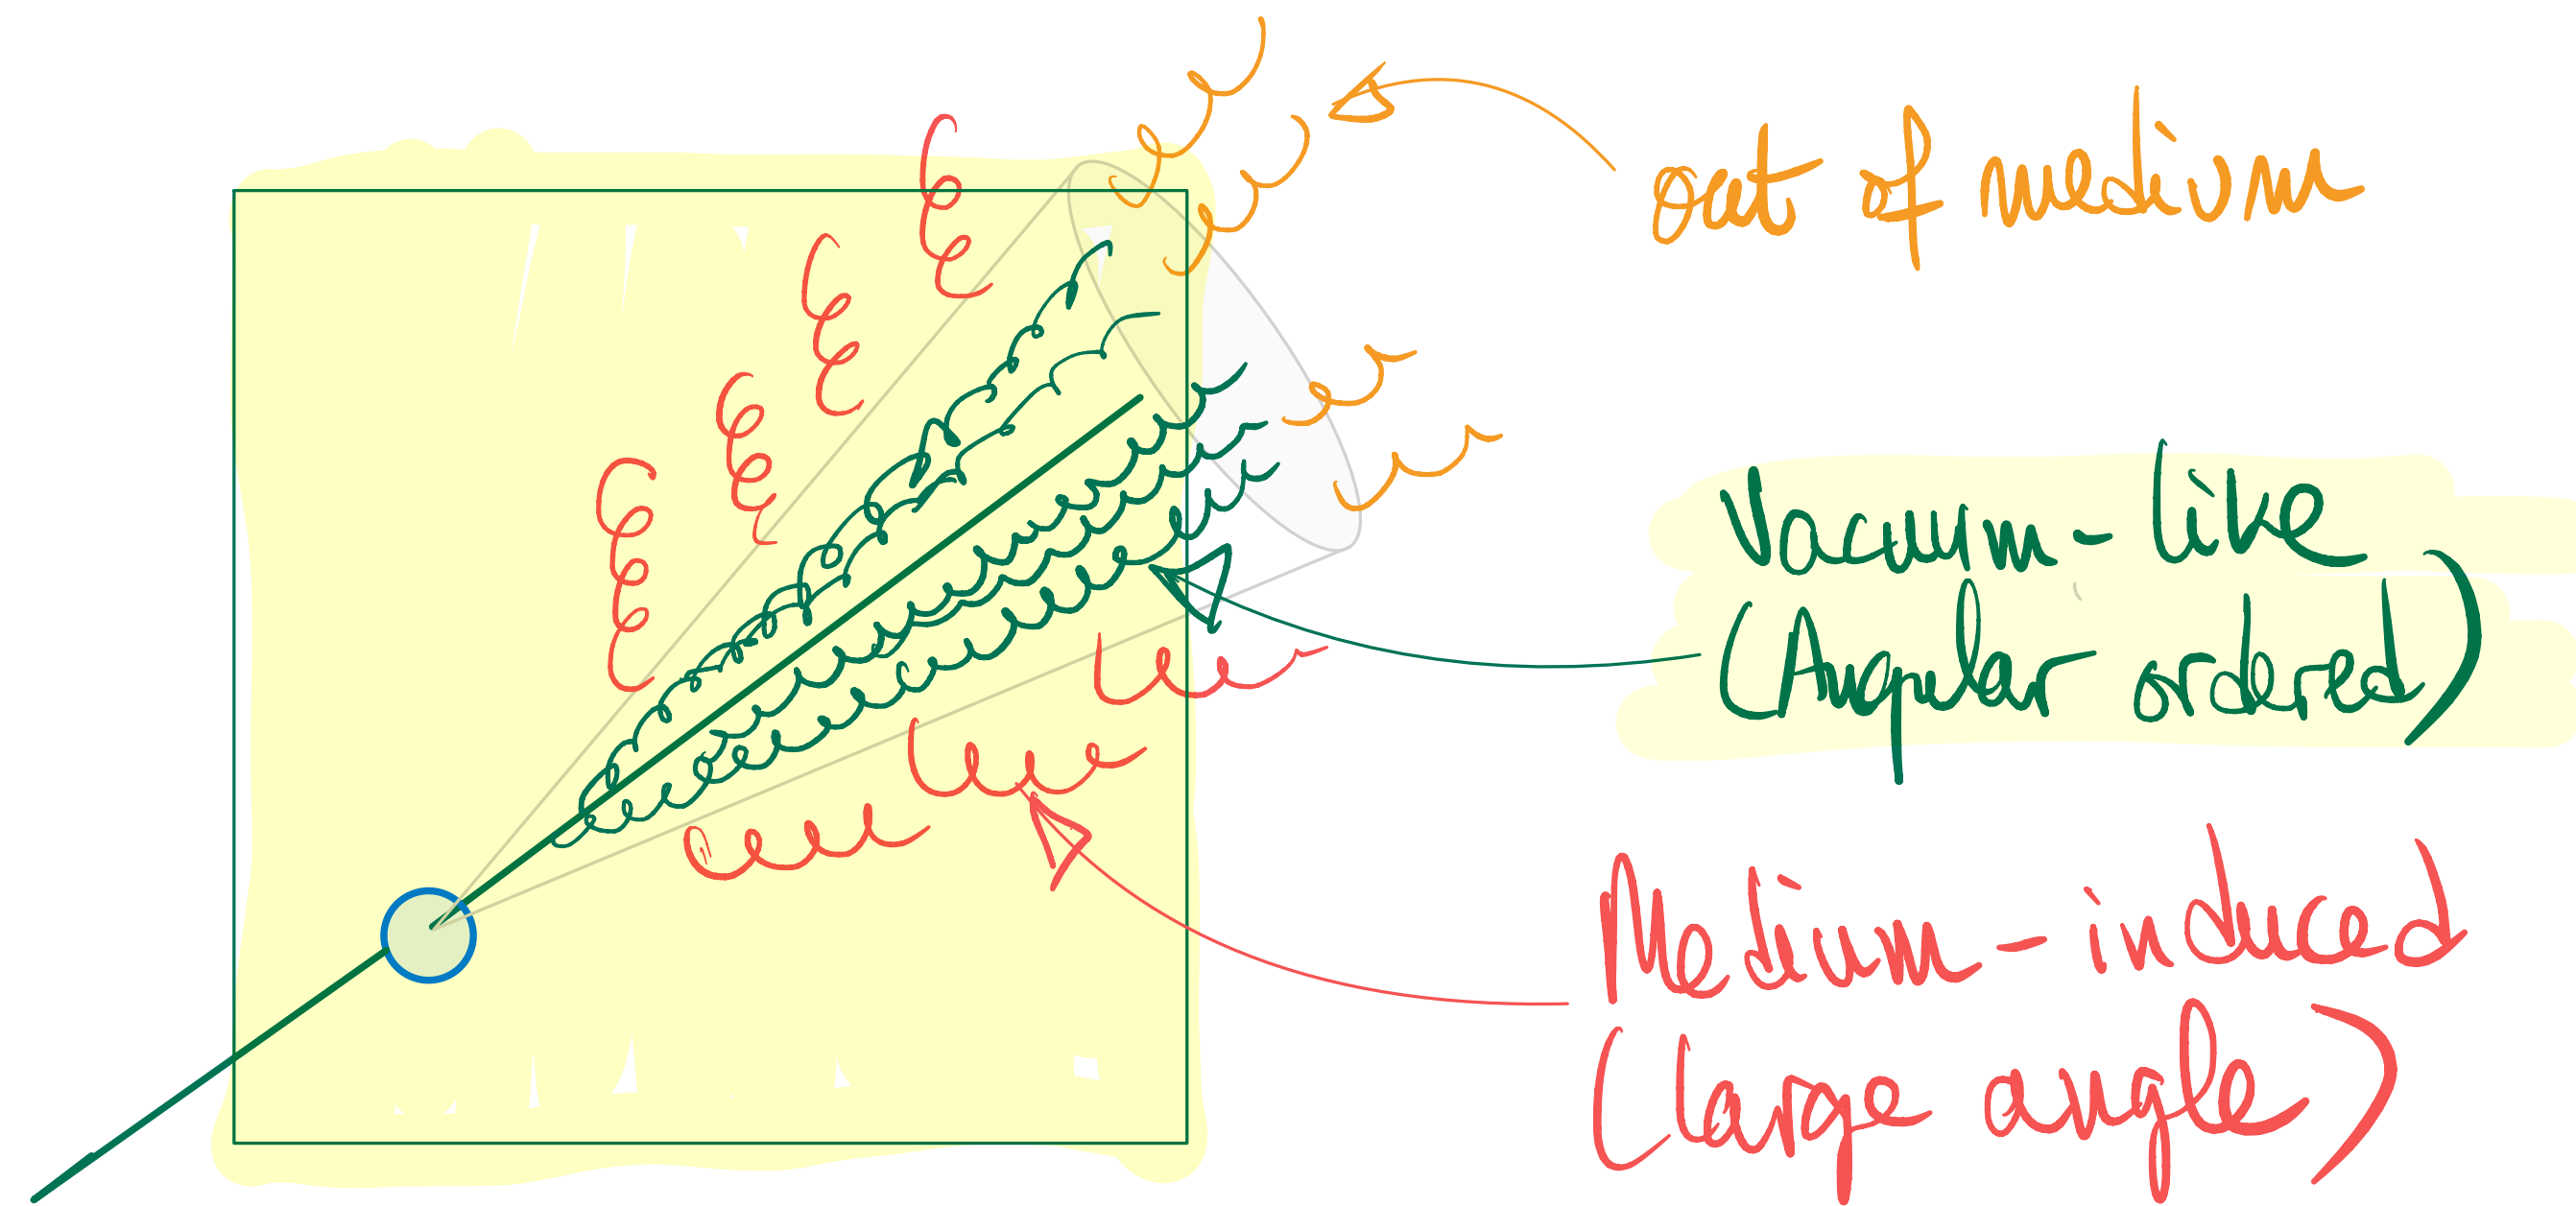 out of medium
Vacuum-like
(Angular ordered)
Medium-induced
(large angle)